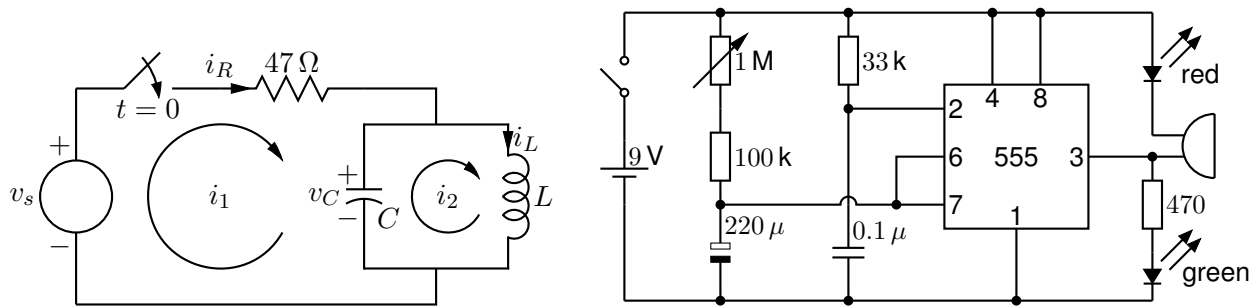 i_R 47 Ω
t = 0
+
v_s
−
i_1
+
v_C
−
C
i_2
i_L
L
1 M
33 k
100 k
9 V
220 μ
0.1 μ
4 8
2
6 555 3
7
1
red
470
green